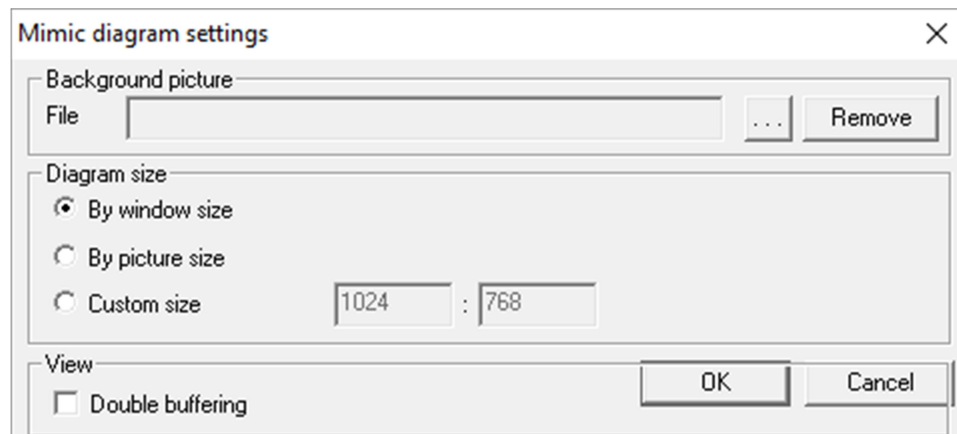 Mimic diagram settings
Background picture
File ... Remove
Diagram size
By window size
By picture size
Custom size 1024 : 768
View
OK Cancel
Double buffering